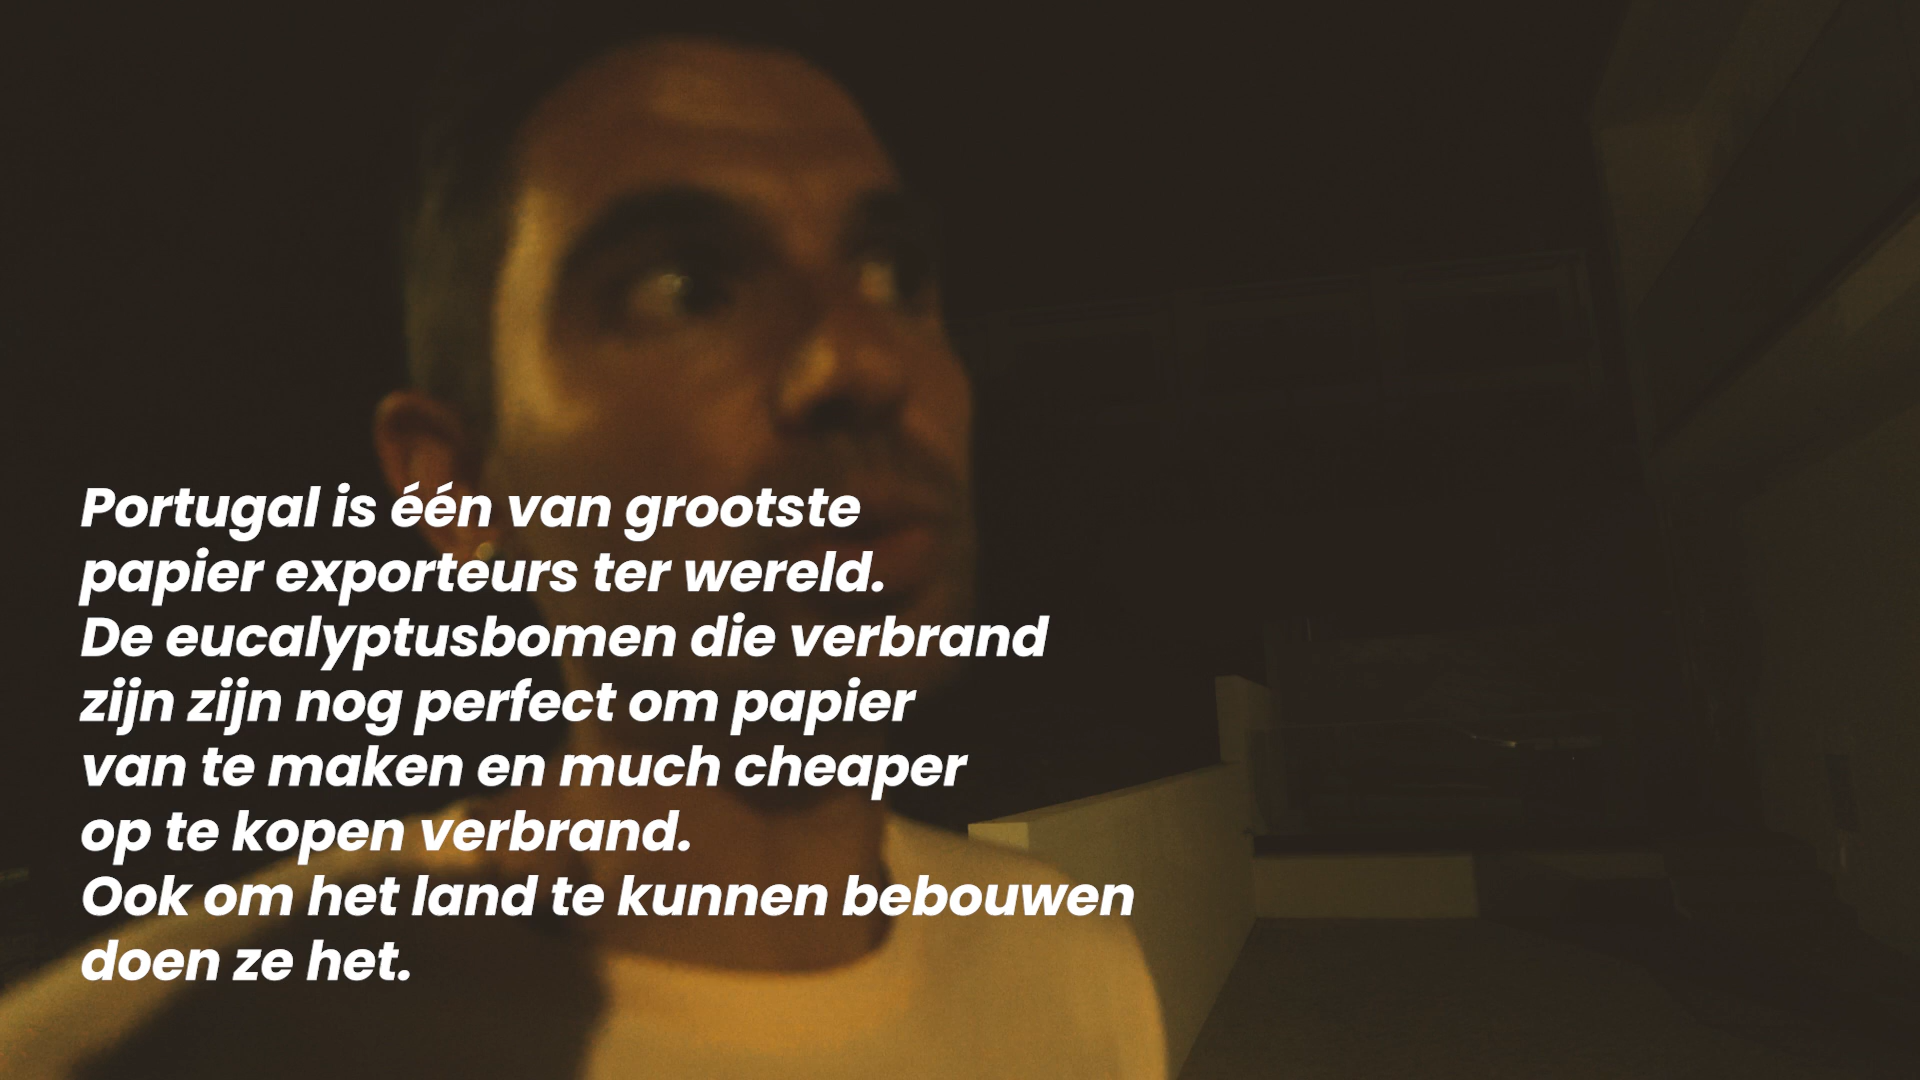 Portugal is één van grootste
papier exporteurs ter wereld.
De eucalyptusbomen die verbrand
zijn zijn nog perfect om papier
van te maken en much cheaper
op te kopen verbrand.
Ook om het land te kunnen bebouwen
doen ze het.